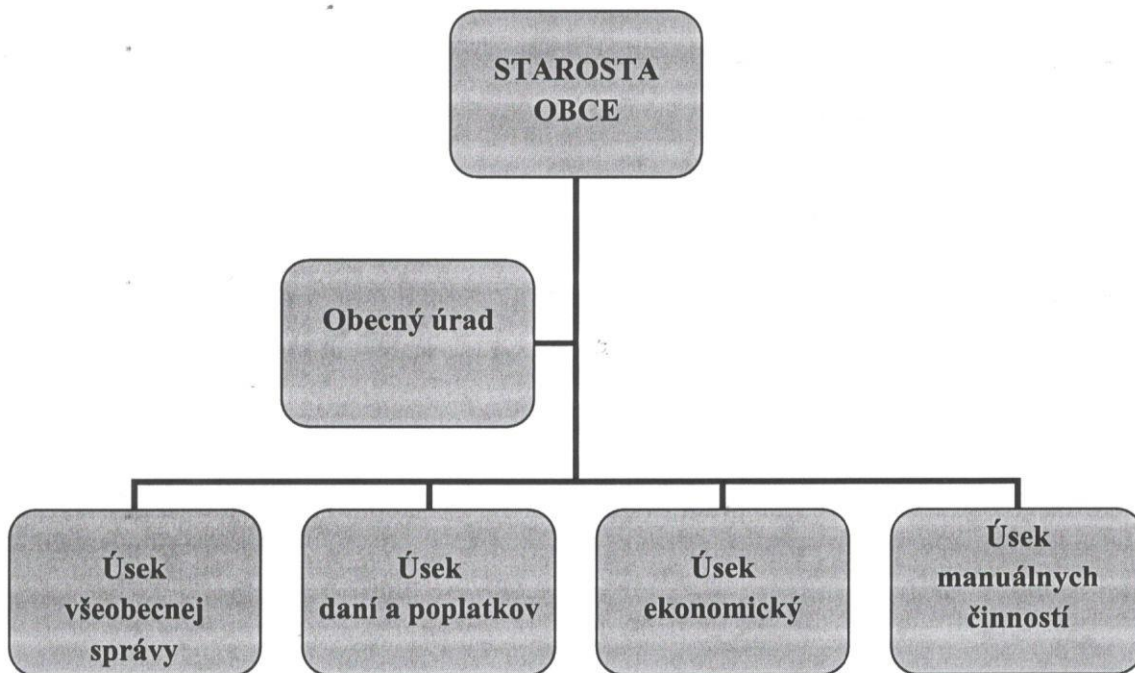 STAROSTA
OBCE
Obecný úrad
Úsek
všeobecnej
správy
Úsek
daní a poplatkov
Úsek
ekonomický
Úsek
manuálnych
činností